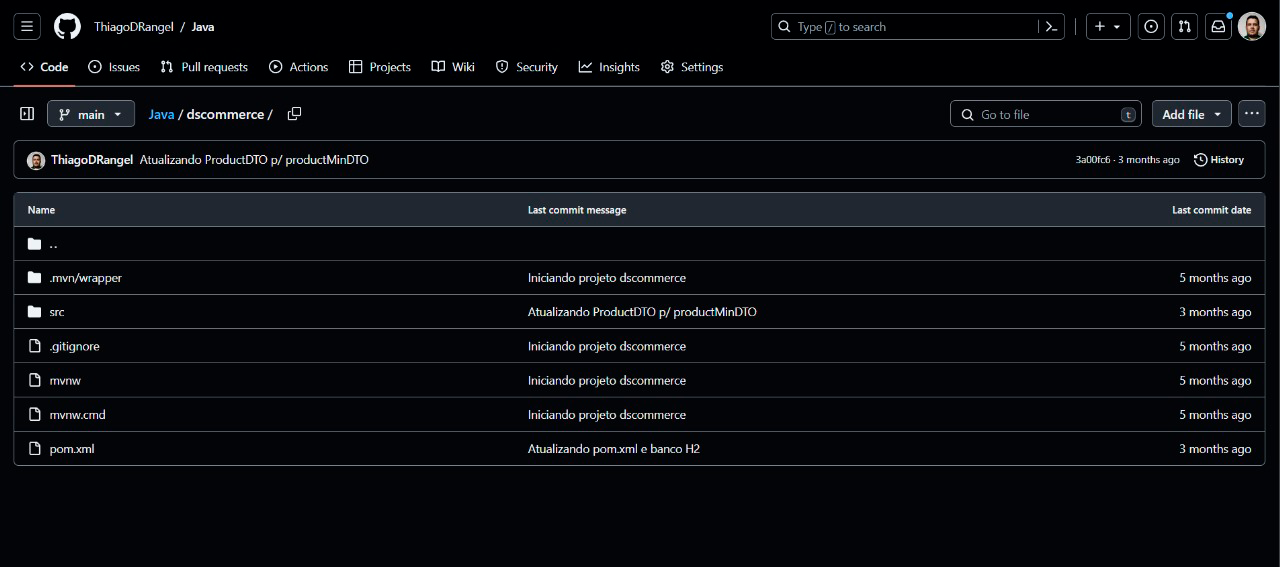 ThiagoDRangel / Java
Type / to search
Code Issues Pull requests Actions Projects Wiki Security Insights Settings
main Java / dscommerce / Go to file t Add file
ThiagoDRangel Atualizando ProductDTO p/ productMinDTO 3a00fc6 · 3 months ago History
Name Last commit message Last commit date
..
.mvn/wrapper Iniciando projeto dscommerce 5 months ago
src Atualizando ProductDTO p/ productMinDTO 3 months ago
.gitignore Iniciando projeto dscommerce 5 months ago
mvnw Iniciando projeto dscommerce 5 months ago
mvnw.cmd Iniciando projeto dscommerce 5 months ago
pom.xml Atualizando pom.xml e banco H2 3 months ago